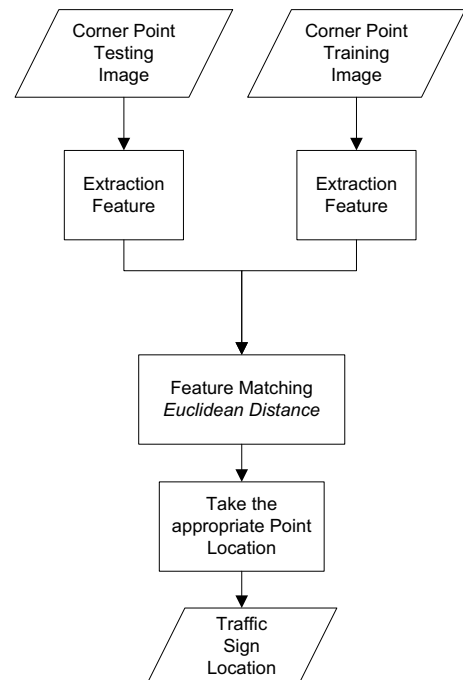 Corner Point
Testing
Image
Corner Point
Training
Image
Extraction
Feature
Extraction
Feature
Feature Matching
Euclidean Distance
Take the
appropriate Point
Location
Traffic
Sign
Location